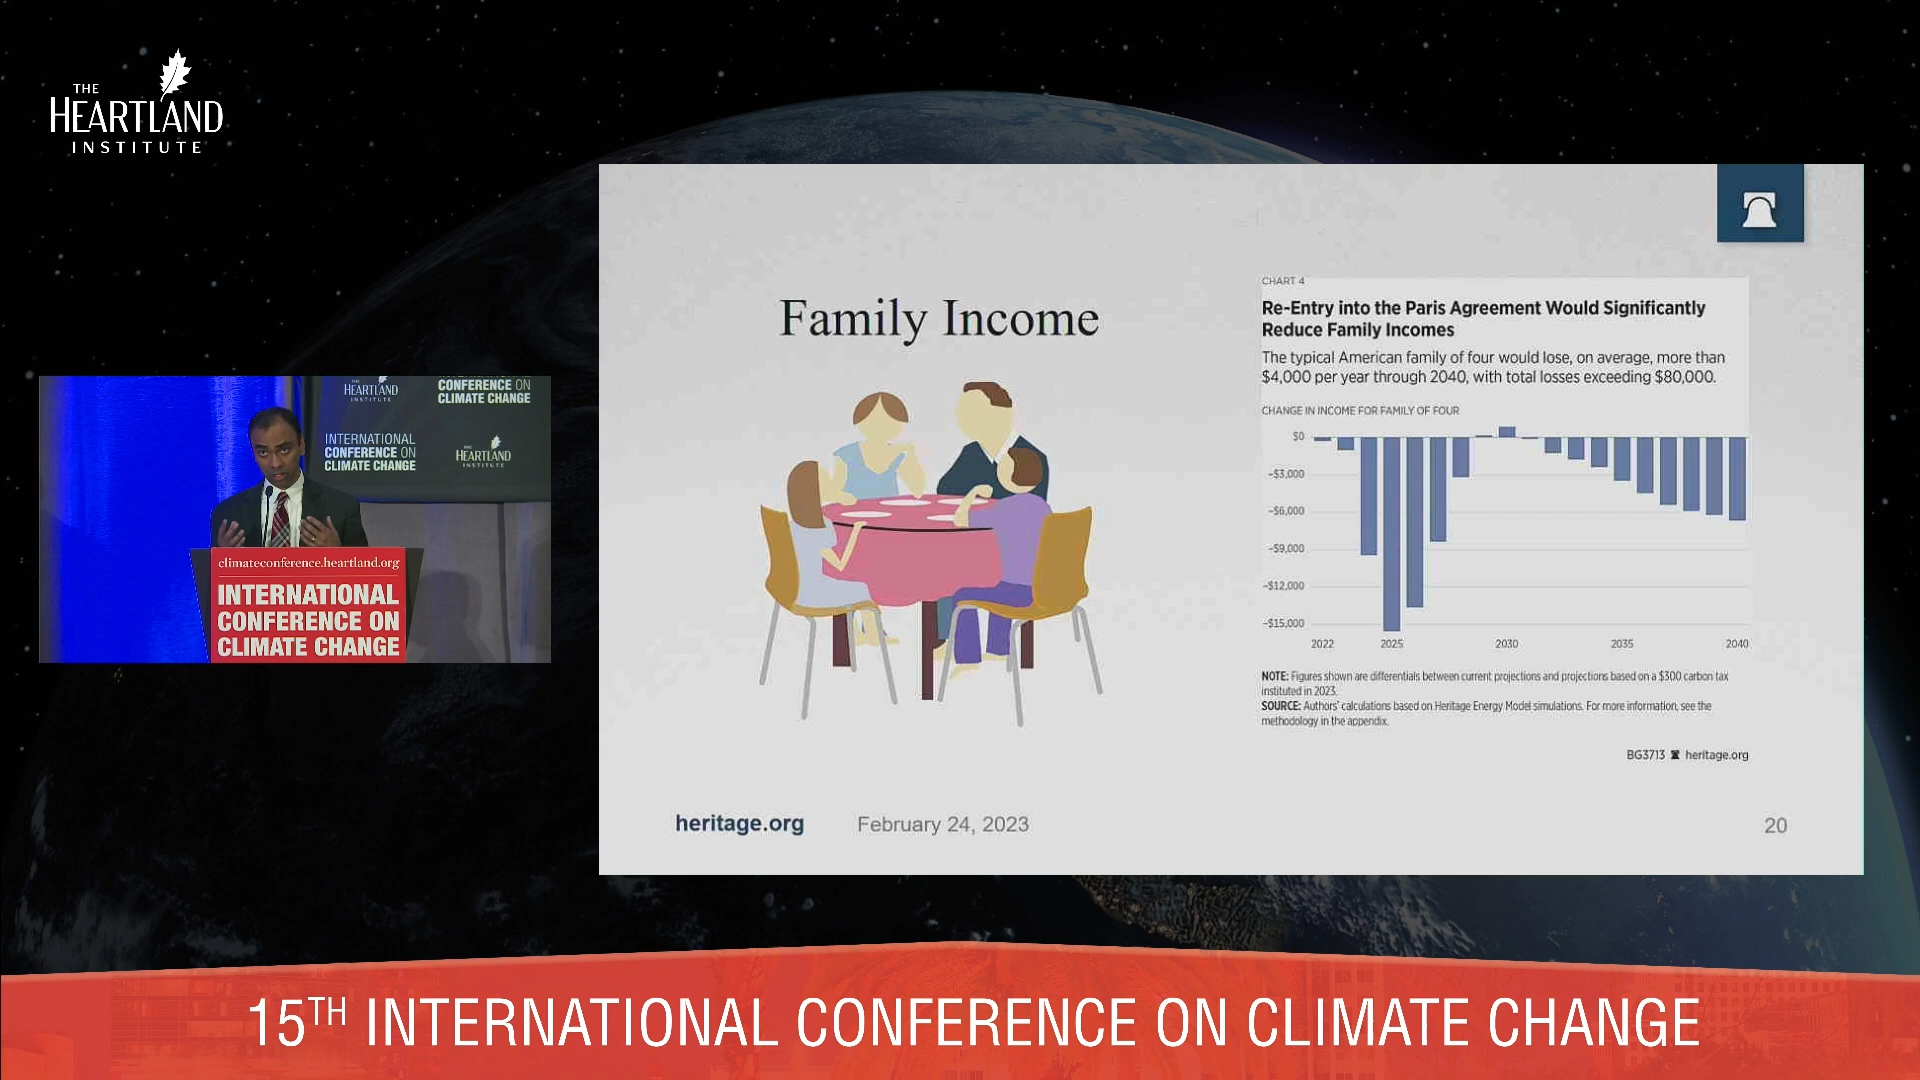 THE
HEARTLAND
INSTITUTE
Family Income
CHART 4
Re-Entry into the Paris Agreement Would Significantly
Reduce Family Incomes
The typical American family of four would lose, on average, more than
$4,000 per year through 2040, with total losses exceeding $80,000.
CHANGE IN INCOME FOR FAMILY OF FOUR
$0
–$3,000
–$6,000
–$9,000
–$12,000
–$15,000
2022 2025 2030 2035 2040
NOTE: Figures shown are differentials between current projections and projections based on a $300 carbon tax
instituted in 2023.
SOURCE: Authors' calculations based on Heritage Energy Model simulations. For more information, see the
methodology in the appendix.
BG3713 heritage.org
heritage.org February 24, 2023 20
THE
HEARTLAND
INSTITUTE
CONFERENCE ON
CLIMATE CHANGE
INTERNATIONAL
CONFERENCE ON
CLIMATE CHANGE
THE
HEARTLAND
INSTITUTE
climateconference.heartland.org
INTERNATIONAL
CONFERENCE ON
CLIMATE CHANGE
15TH INTERNATIONAL CONFERENCE ON CLIMATE CHANGE